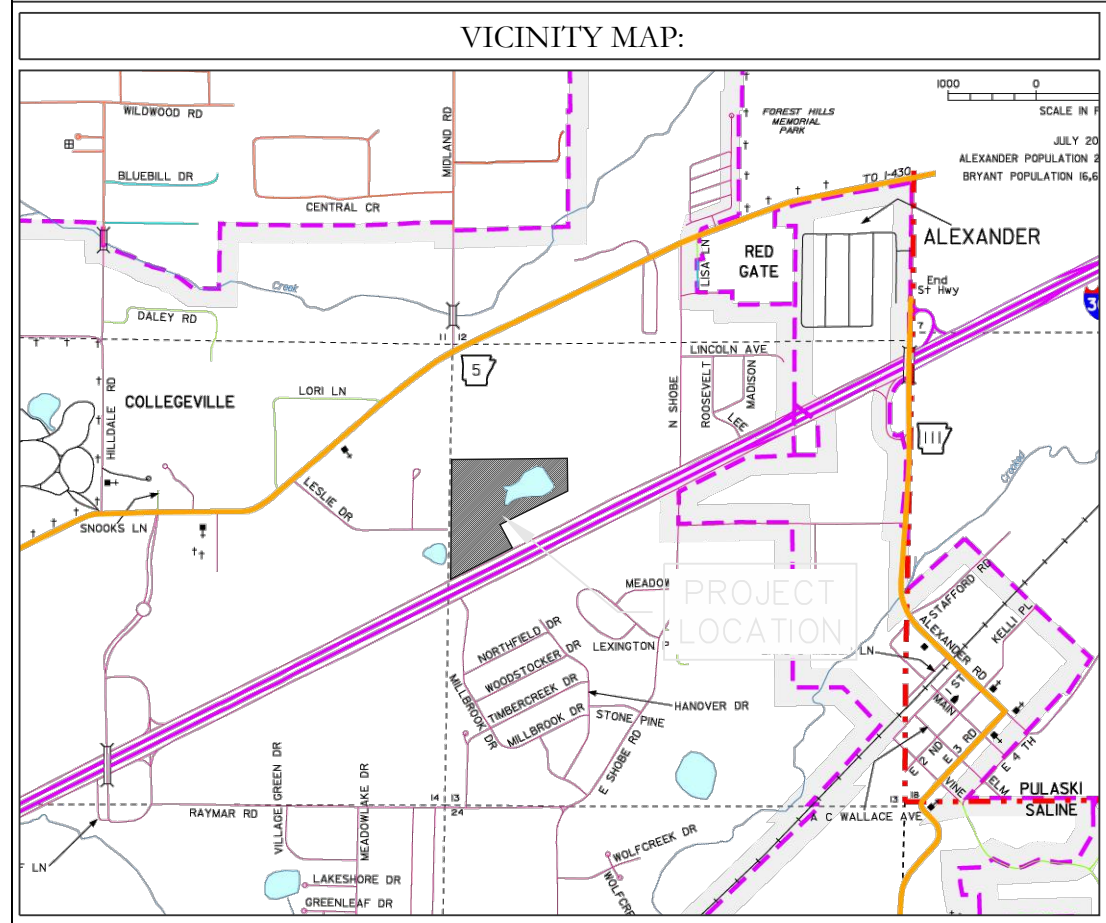 VICINITY MAP:
WILDWOOD RD
BLUEBILL DR
MIDLAND RD
CENTRAL CR
FOREST HILLS
MEMORIAL
PARK
1000
0
SCALE IN
JULY 20
ALEXANDER POPULATION 2
BRYANT POPULATION 16,6
TO I-430
ALEXANDER
RED
GATE
LISA LN
End
St Hwy
Creek
DALEY RD
11
12
7
5
LINCOLN AVE
N SHOBE
ROOSEVELT
MADISON
LEE
LORI LN
COLLEGEVILLE
HILLDALE RD
111
LESLIE DR
SNOOKS LN
Crooked
PROJECT
LOCATION
MEADOW
LEXINGTON
LN
STAFFORD RD
KELLI PL
ALEXANDER RD
NORTHFIELD DR
WOODSTOCKER DR
TIMBERCREEK DR
MILLBROOK DR
MILLBROOK DR
HANOVER DR
STONE PINE
E SHOBE RD
1 ST
MAIN
E 2 ND
E 3 RD
E 4 TH
ELM
VINE
PULASKI
SALINE
VILLAGE GREEN DR
MEADOWLAKE DR
RAYMAR RD
14
13
24
13
18
A C WALLACE AVE
LN
LAKESHORE DR
GREENLEAF DR
WOLFCREEK DR